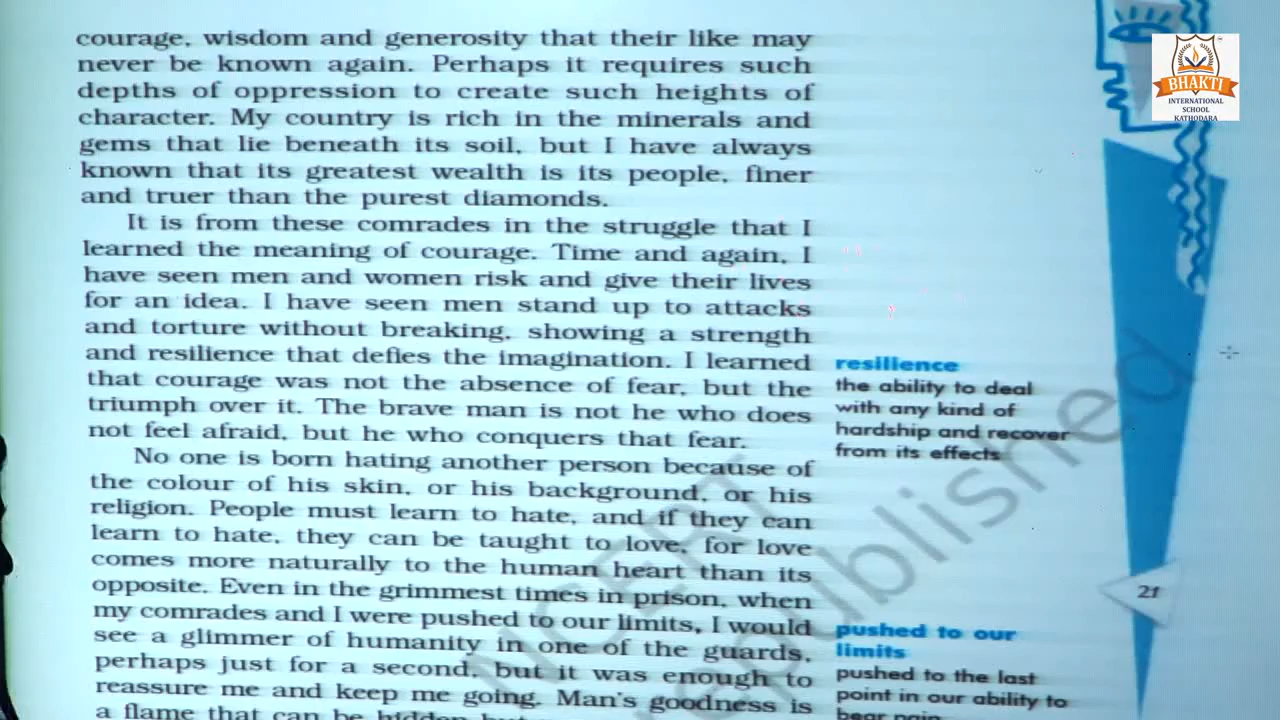 courage, wisdom and generosity that their like may
never be known again. Perhaps it requires such
depths of oppression to create such heights of
character. My country is rich in the minerals and
gems that lie beneath its soil, but I have always
known that its greatest wealth is its people, finer
and truer than the purest diamonds.
It is from these comrades in the struggle that I
learned the meaning of courage. Time and again, I
have seen men and women risk and give their lives
for an idea. I have seen men stand up to attacks
and torture without breaking, showing a strength
and resilience that defies the imagination. I learned
that courage was not the absence of fear, but the
triumph over it. The brave man is not he who does
not feel afraid, but he who conquers that fear.
No one is born hating another person because of
the colour of his skin, or his background, or his
religion. People must learn to hate, and if they can
learn to hate, they can be taught to love, for love
comes more naturally to the human heart than its
opposite. Even in the grimmest times in prison, when
my comrades and I were pushed to our limits, I would
see a glimmer of humanity in one of the guards,
perhaps just for a second, but it was enough to
reassure me and keep me going. Man's goodness is
a flame that can be hidden but
resilience
the ability to deal
with any kind of
hardship and recover
from its effects
pushed to our
limits
pushed to the last
point in our ability to
bear pain
21
BHAKTI
INTERNATIONAL
SCHOOL
KATHODARA
NCERT
republished